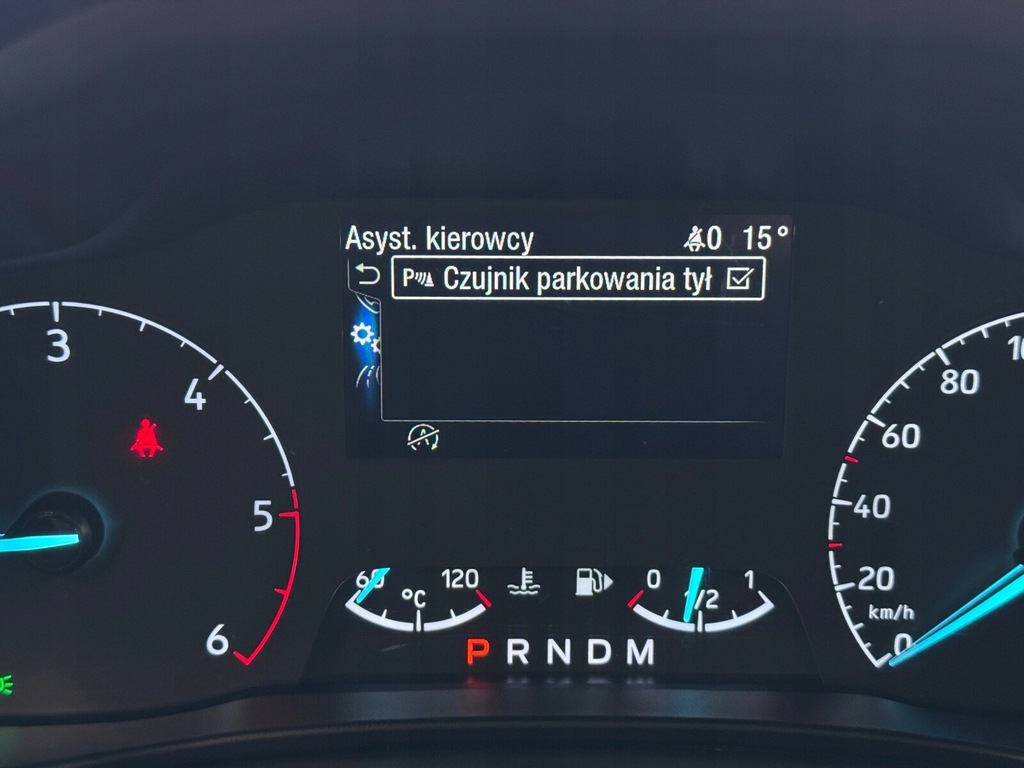 Asyst. kierowcy 0 15°
P Czujnik parkowania tył
A
3
4
5
6
60 °C 120
0 1/2 1
P R N D M
80
60
40
20
km/h
0